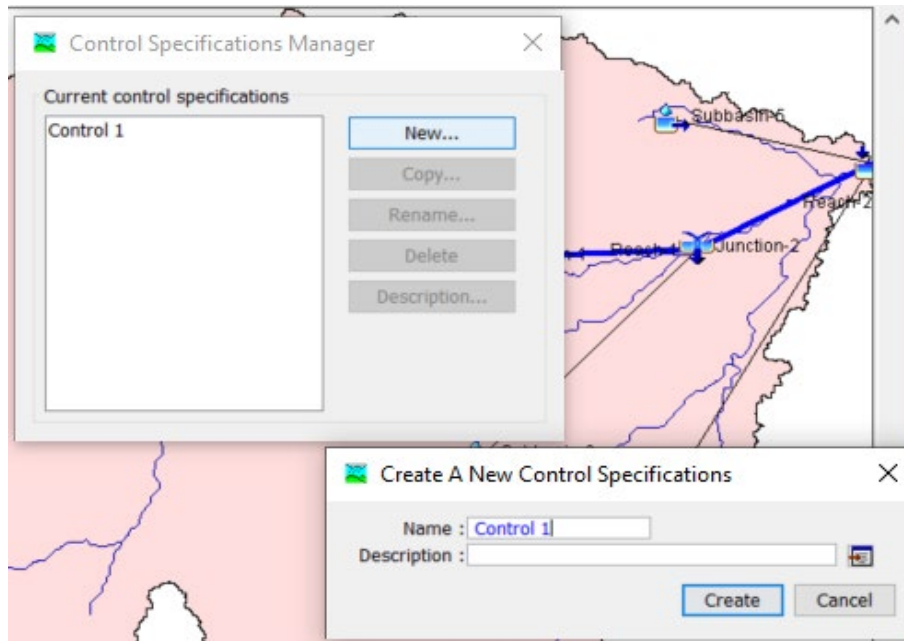 Control Specifications Manager
Current control specifications
Control 1
New...
Copy...
Rename...
Delete
Description...
Subbasin-5
Reach-2
Junction-2
Create A New Control Specifications
Name :
Control 1
Description :
Create
Cancel